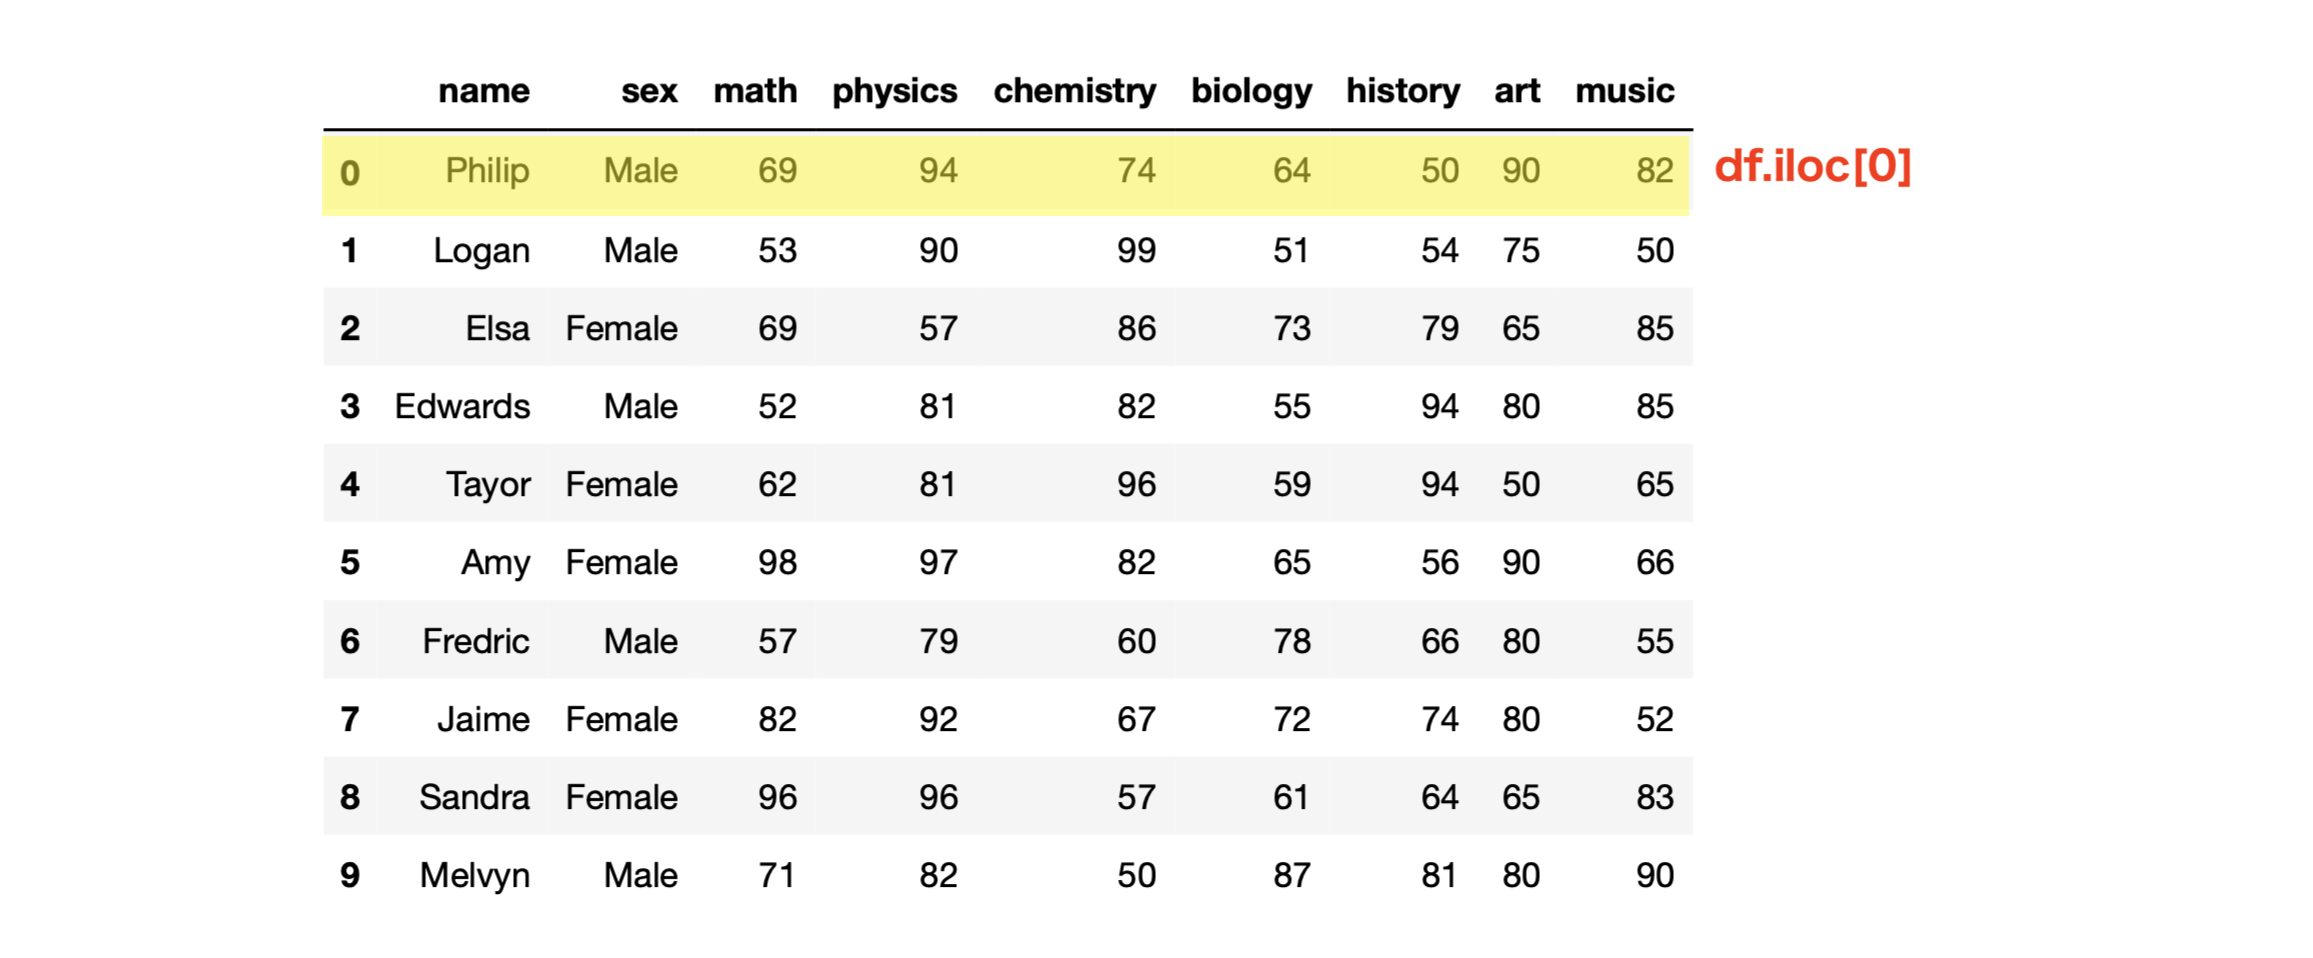 name sex math physics chemistry biology history art music
0 Philip Male 69 94 74 64 50 90 82 df.iloc[0]
1 Logan Male 53 90 99 51 54 75 50
2 Elsa Female 69 57 86 73 79 65 85
3 Edwards Male 52 81 82 55 94 80 85
4 Tayor Female 62 81 96 59 94 50 65
5 Amy Female 98 97 82 65 56 90 66
6 Fredric Male 57 79 60 78 66 80 55
7 Jaime Female 82 92 67 72 74 80 52
8 Sandra Female 96 96 57 61 64 65 83
9 Melvyn Male 71 82 50 87 81 80 90